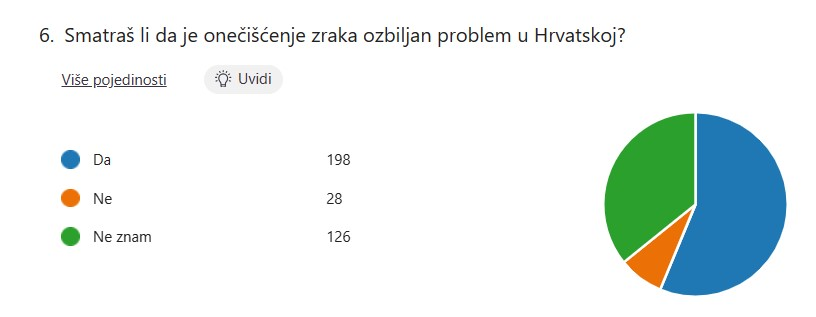 6. Smatraš li da je onečišćenje zraka ozbiljan problem u Hrvatskoj?
Više pojedinosti Uvidi
Da 198
Ne 28
Ne znam 126